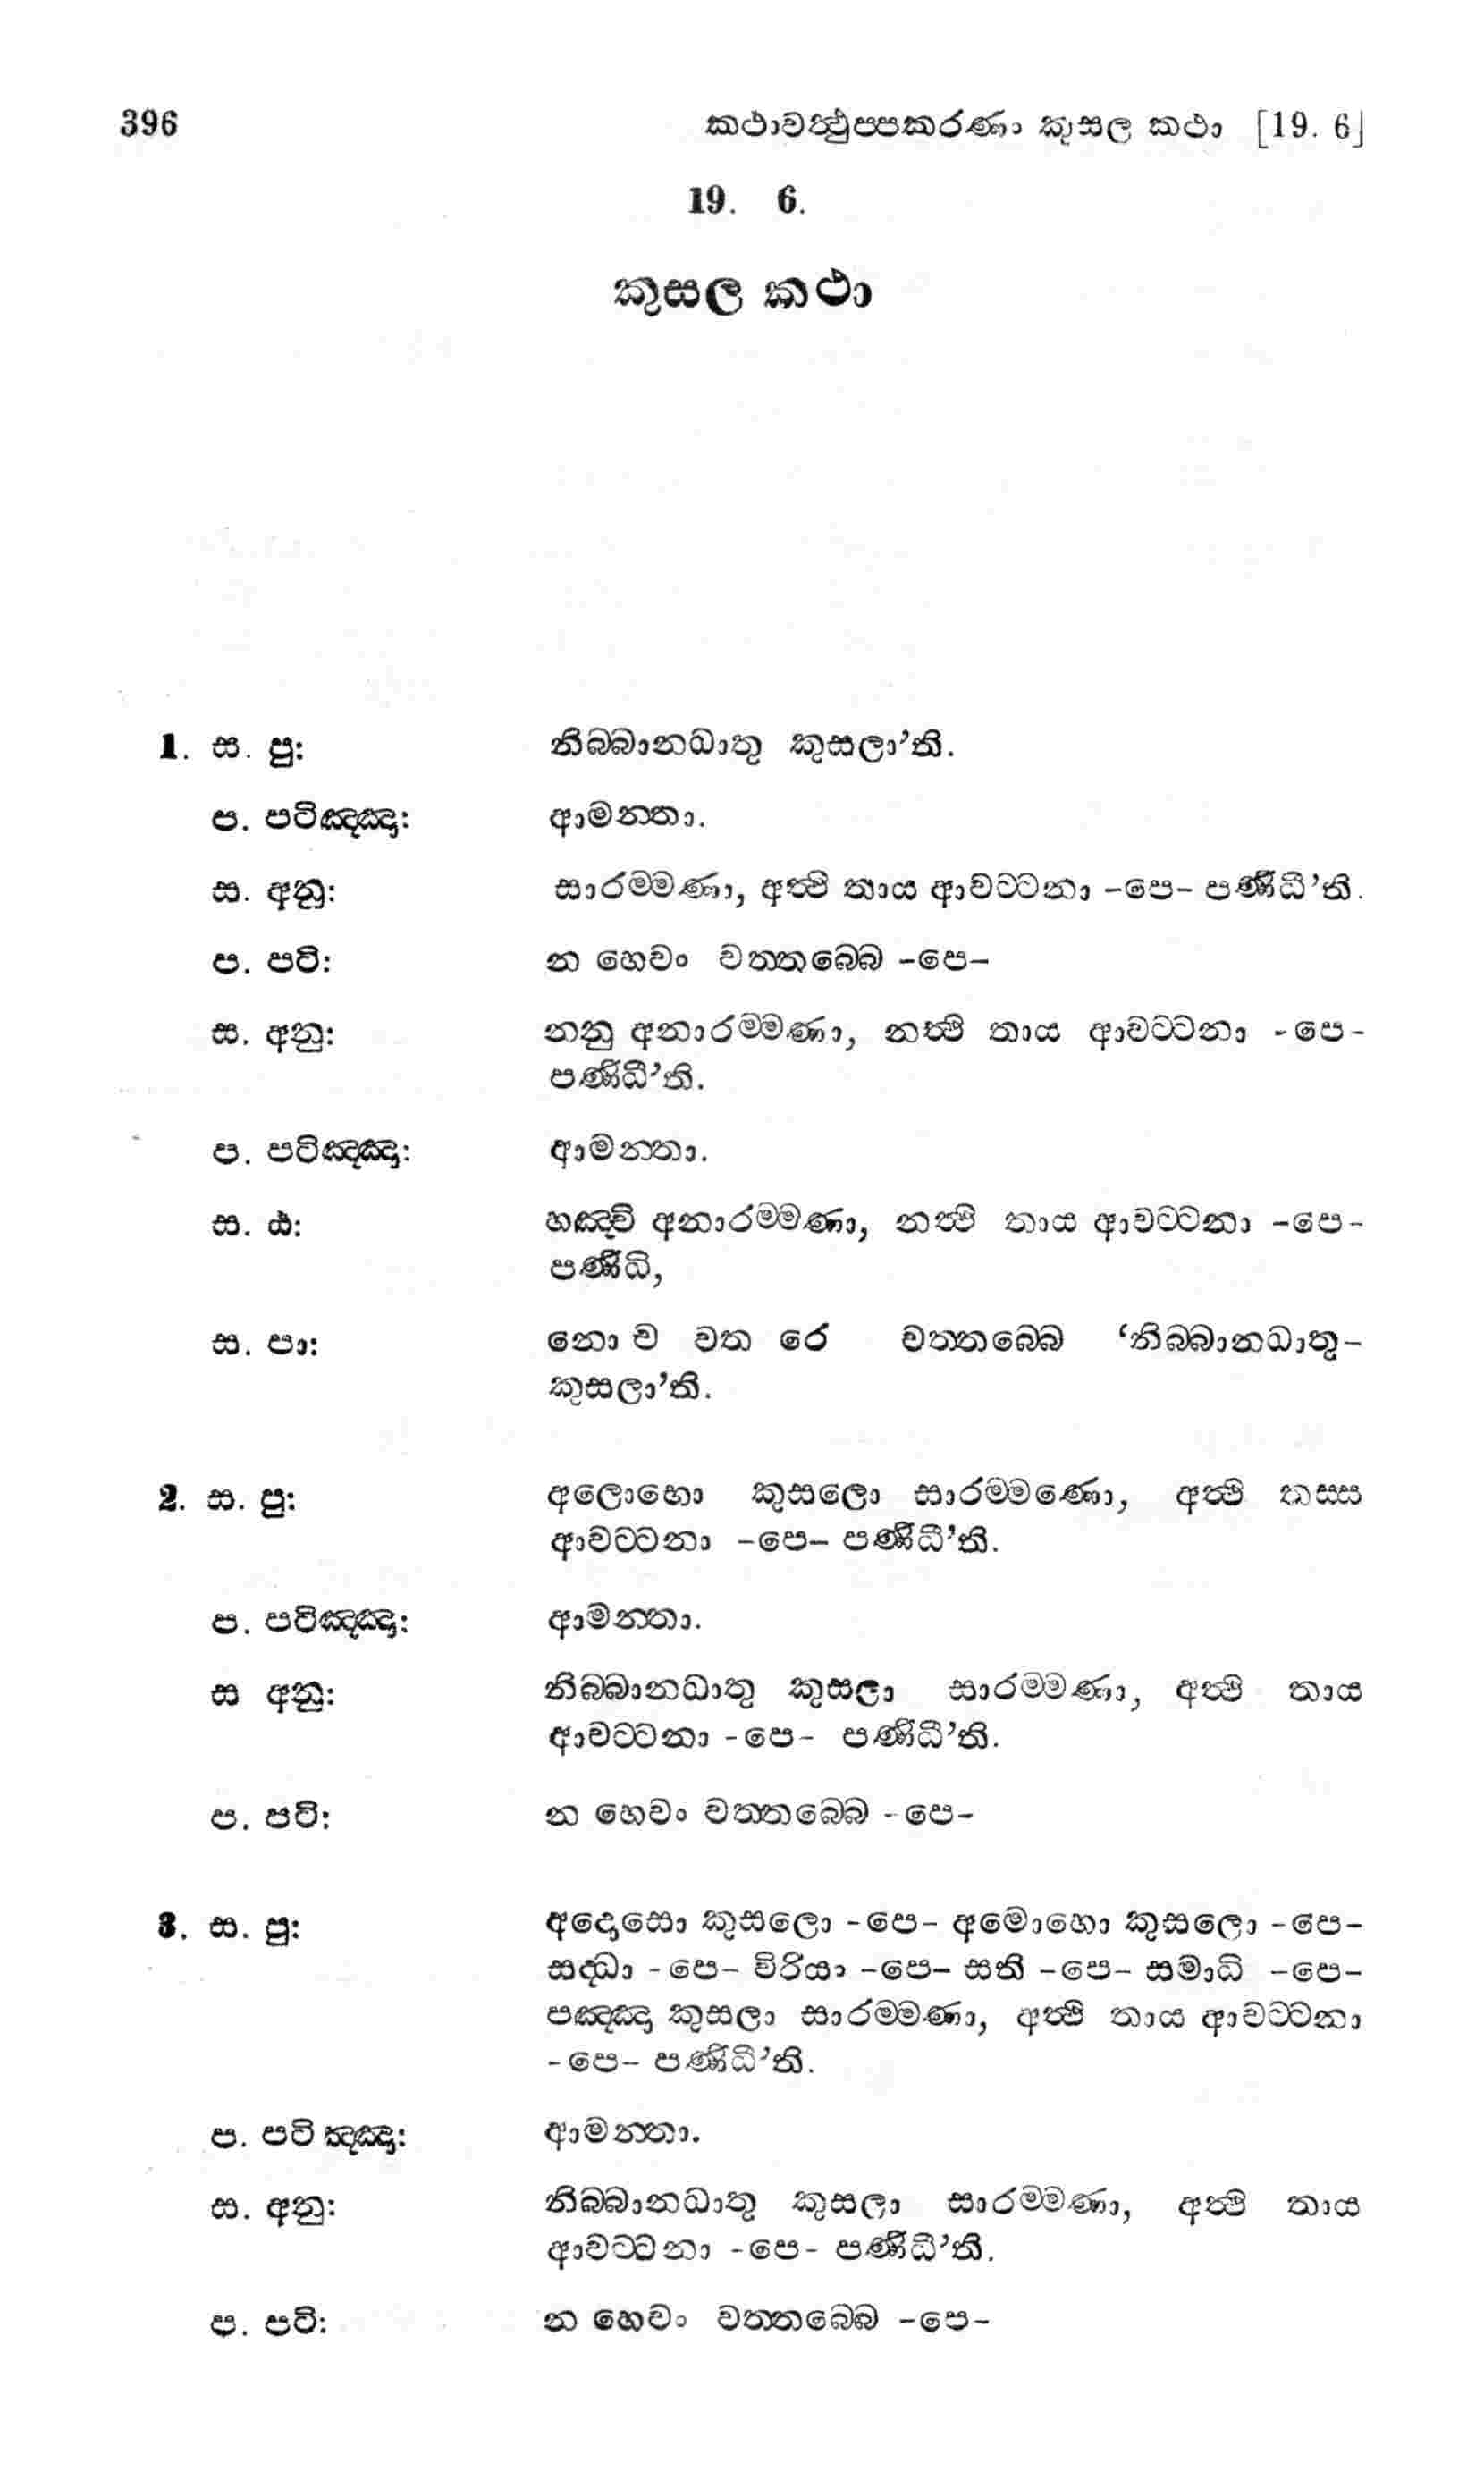 396 කථාවත්‍ථුප්පකරණං කුසල කථා [19. 6]
19. 6.
කුසල කථා
1. ස. පු: නිබ්බානධාතු කුසලා’ති.
ප. පටිඤ්ඤා: ආමන්තා.
ස. අනු: සාරම්මණා, අත්‍ථි තාය ආවට්ටනා -පෙ- පණිධී’ති.
ප. පටි: න හෙවං වත්තබ්බෙ -පෙ-
ස. අනු: නනු අනාරම්මණා, නත්‍ථි තාය ආවට්ටනා -පෙ-
පණිධී’ති.
ප. පටිඤ්ඤා: ආමන්තා.
ස. ඨ: හඤ්චි අනාරම්මණා, නත්‍ථි තාය ආවට්ටනා -පෙ-
පණිධි,
ස. පා: නො ච වත රෙ වත්තබ්බෙ ‘නිබ්බානධාතු-
කුසලා’ති.
2. ස. පු: අලොභො කුසලො සාරම්මණො, අත්‍ථි තස්ස
ආවට්ටනා -පෙ- පණිධී’ති.
ප. පටිඤ්ඤා: ආමන්තා.
ස අනු: නිබ්බානධාතු කුසලා සාරම්මණා, අත්‍ථි තාය
ආවට්ටනා -පෙ- පණිධී’ති.
ප. පටි: න හෙවං වත්තබ්බෙ -පෙ-
3. ස. පු: අදොසො කුසලො -පෙ- අමොහො කුසලො -පෙ-
සද්ධා -පෙ- විරියා -පෙ- සති -පෙ- සමාධි -පෙ-
පඤ්ඤා කුසලා සාරම්මණා, අත්‍ථි තාය ආවට්ටනා
-පෙ- පණිධී’ති.
ප. පටිඤ්ඤා: ආමන්තා.
ස. අනු: නිබ්බානධාතු කුසලා සාරම්මණා, අත්‍ථි තාය
ආවට්ටනා -පෙ- පණිධී’ති.
ප. පටි: න හෙවං වත්තබ්බෙ -පෙ-